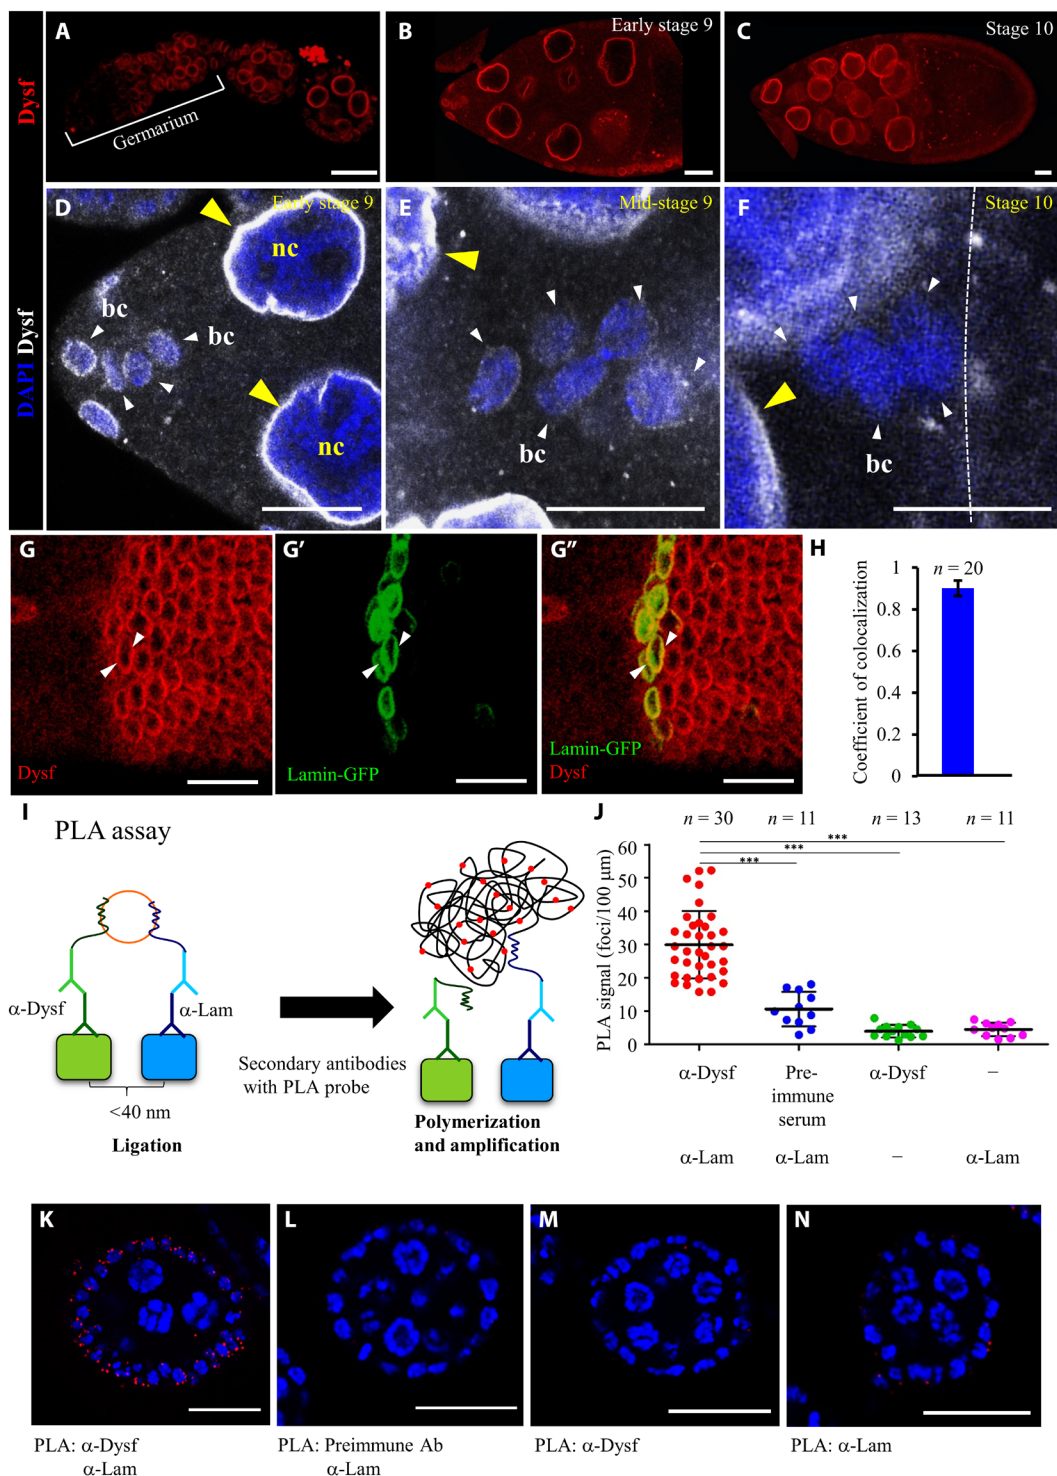 A
B
Early stage 9
C
Stage 10
Dysf
Germarium
D
Early stage 9
nc
bc
bc
nc
E
Mid-stage 9
bc
F
Stage 10
bc
DAPI Dysf
G
Dysf
G′
Lamin-GFP
G″
Lamin-GFP
Dysf
H
n = 20
Coefficient of colocalization
1
0.8
0.6
0.4
0.2
0
I
PLA assay
α-Dysf
α-Lam
<40 nm
Ligation
Secondary antibodies
with PLA probe
Polymerization
and amplification
J
n = 30
n = 11
n = 13
n = 11
***
***
***
PLA signal (foci/100 μm)
60
50
40
30
20
10
0
α-Dysf
Pre-
immune
serum
α-Dysf
–
α-Lam
α-Lam
–
α-Lam
K
L
M
N
PLA: α-Dysf
α-Lam
PLA: Preimmune Ab
α-Lam
PLA: α-Dysf
PLA: α-Lam